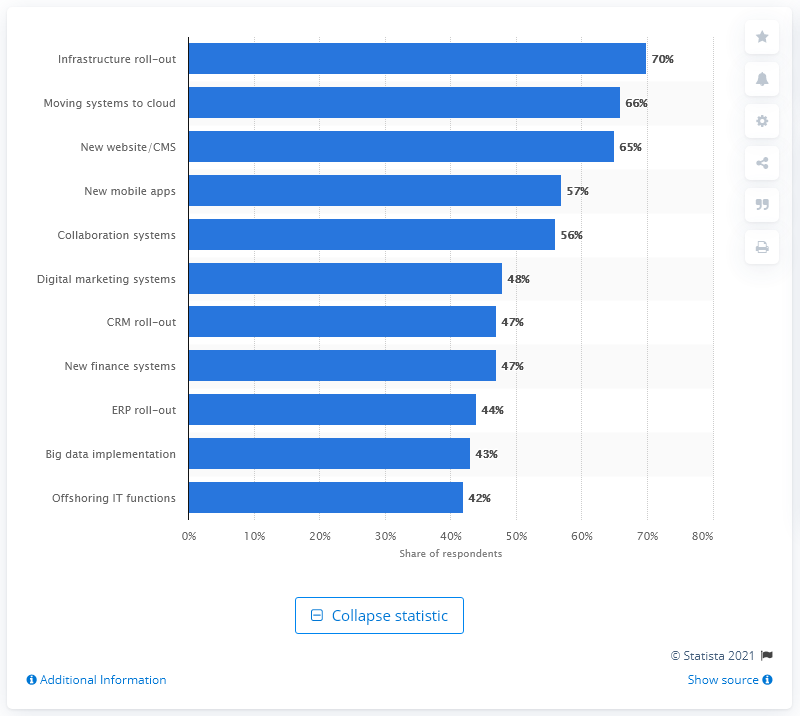 Infrastructure roll-out 70%
Moving systems to cloud 66%
New website/CMS 65%
New mobile apps 57%
Collaboration systems 56%
Digital marketing systems 48%
CRM roll-out 47%
New finance systems 47%
ERP roll-out 44%
Big data implementation 43%
Offshoring IT functions 42%
0% 10% 20% 30% 40% 50% 60% 70% 80%
Share of respondents
Collapse statistic
© Statista 2021
Additional Information Show source